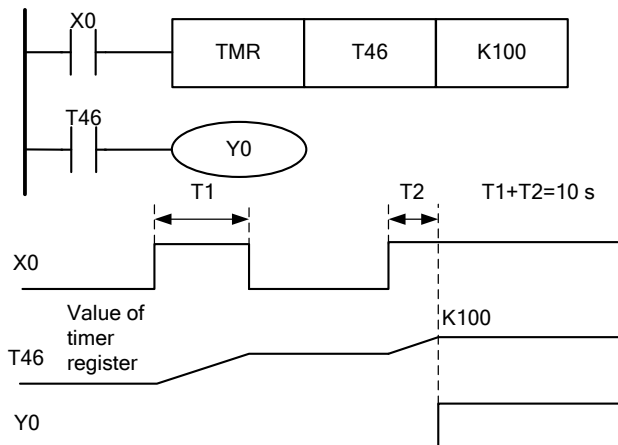 X0
TMR T46 K100
T46
Y0
T1 T2 T1+T2=10 s
X0
Value of
timer
register
K100
T46
Y0